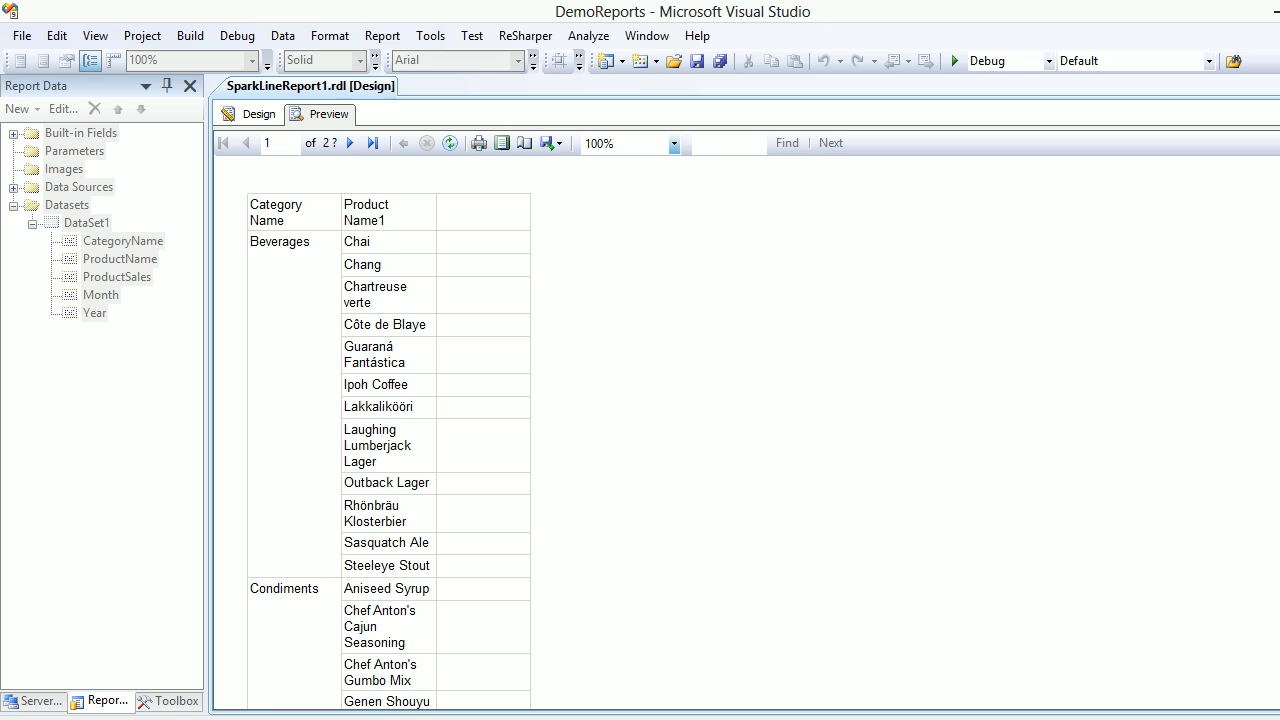 DemoReports - Microsoft Visual Studio
File Edit View Project Build Debug Data Format Report Tools Test ReSharper Analyze Window Help
100% Solid Arial Debug Default
Report Data
SparkLineReport1.rdl [Design]
New Edit...
Design Preview
1 of 2 ? 100% Find Next
Built-in Fields
Parameters
Images
Data Sources
Datasets
DataSet1
CategoryName
ProductName
ProductSales
Month
Year
Category
Name
Product
Name1
Beverages
Chai
Chang
Chartreuse
verte
Côte de Blaye
Guaraná
Fantástica
Ipoh Coffee
Lakkalikööri
Laughing
Lumberjack
Lager
Outback Lager
Rhönbräu
Klosterbier
Sasquatch Ale
Steeleye Stout
Condiments
Aniseed Syrup
Chef Anton's
Cajun
Seasoning
Chef Anton's
Gumbo Mix
Genen Shouyu
Server... Repor... Toolbox